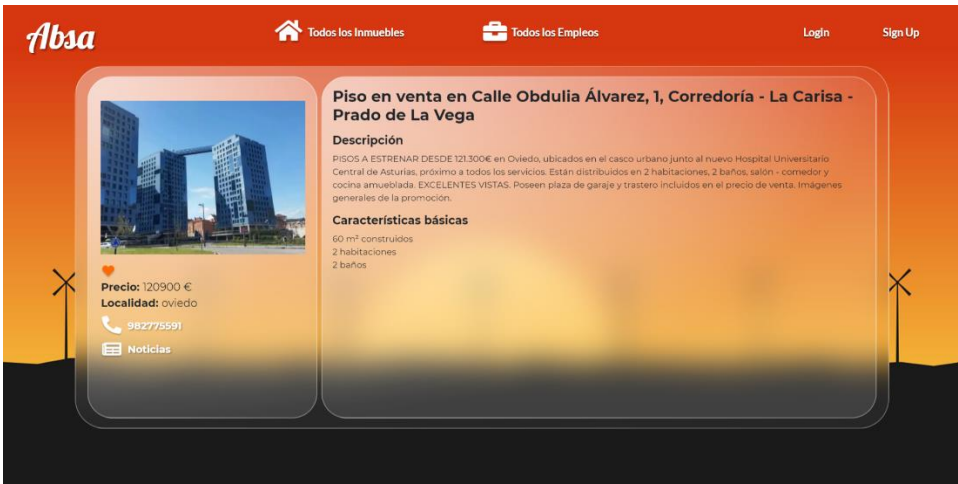 Absa
Todos los Inmuebles
Todos los Empleos
Login
Sign Up
Piso en venta en Calle Obdulia Álvarez, 1, Corredoría - La Carisa -
Prado de La Vega
Descripción
PISOS A ESTRENAR DESDE 121.300€ en Oviedo, ubicados en el casco urbano junto al nuevo Hospital Universitario
Central de Asturias, próximo a todos los servicios. Están distribuidos en 2 habitaciones, 2 baños, salón - comedor y
cocina amueblada. EXCELENTES VISTAS. Poseen plaza de garaje y trastero incluidos en el precio de venta. Imágenes
generales de la promoción.
Características básicas
60 m² construidos
2 habitaciones
2 baños
Precio: 120900 €
Localidad: oviedo
982775591
Noticias